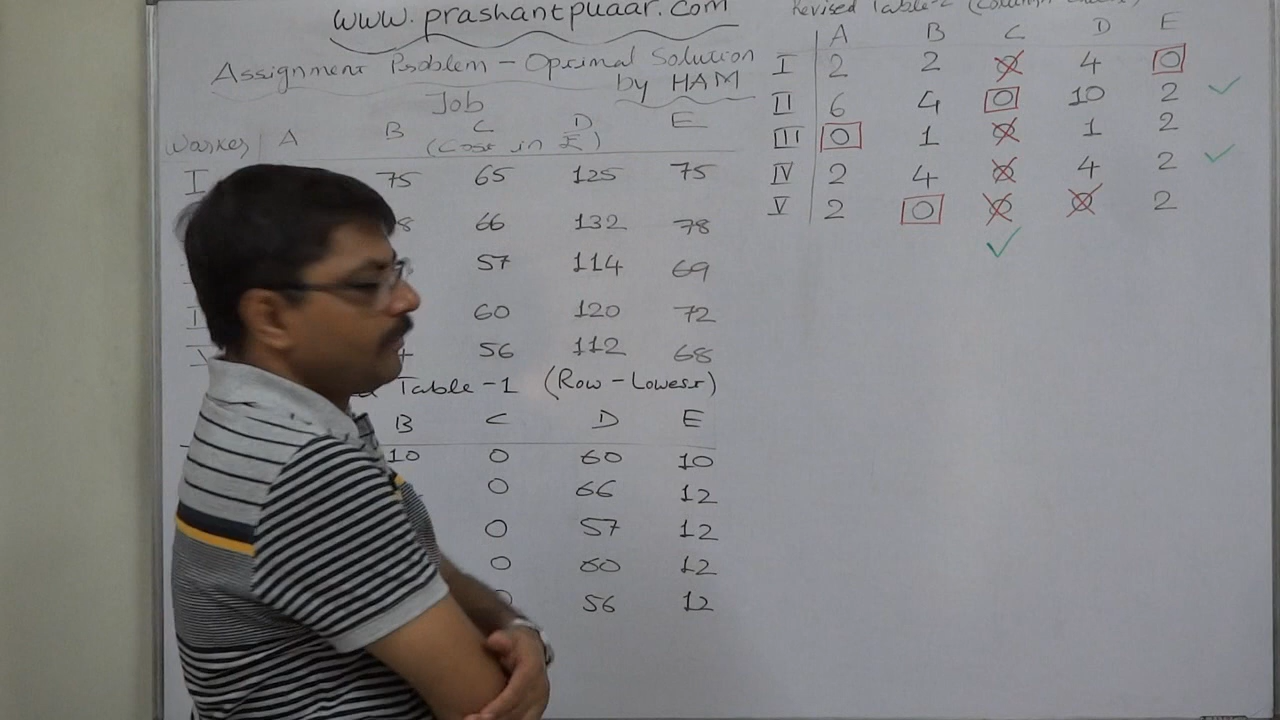 www.prashantpuaar.com
Assignment Problem - Optimal Solution
by HAM
Job
Worker A B C D E
(Cost in £)
I 75 65 125 75
8 66 132 78
57 114 69
I 60 120 72
V 56 112 68
Table-1 (Row-Lowest)
B C D E
10 0 60 10
0 66 12
0 57 12
0 60 12
56 12
Revised Table-2
A B C D E
I 2 2 0 4 0
II 6 4 0 10 2 ✓
III 0 1 0 1 2
IV 2 4 0 4 2 ✓
V 2 0 0 0 2
✓